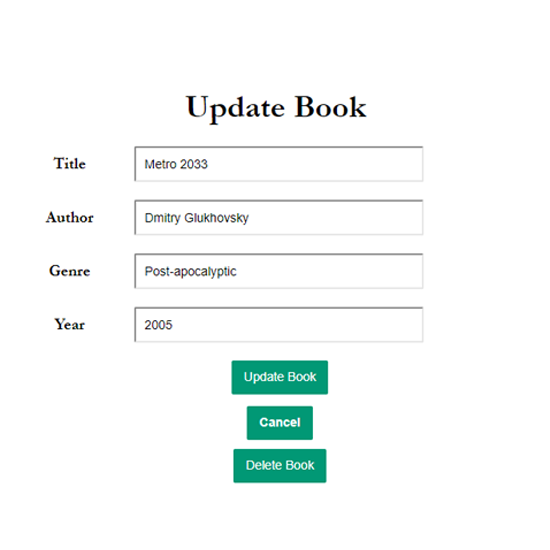 Update Book
Title Metro 2033
Author Dmitry Glukhovsky
Genre Post-apocalyptic
Year 2005
Update Book
Cancel
Delete Book